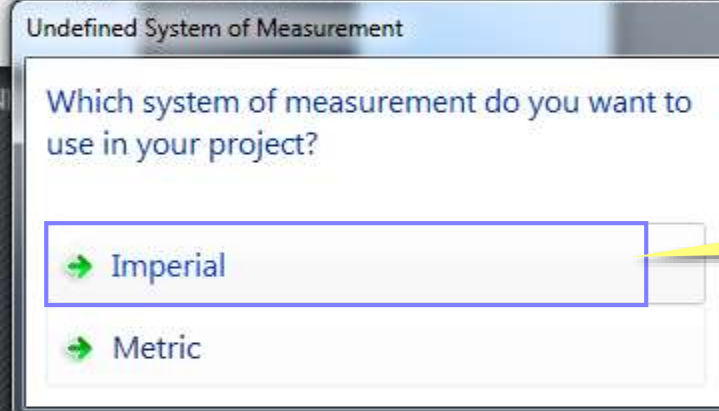 Undefined System of Measurement
Which system of measurement do you want to
use in your project?
Imperial
Metric